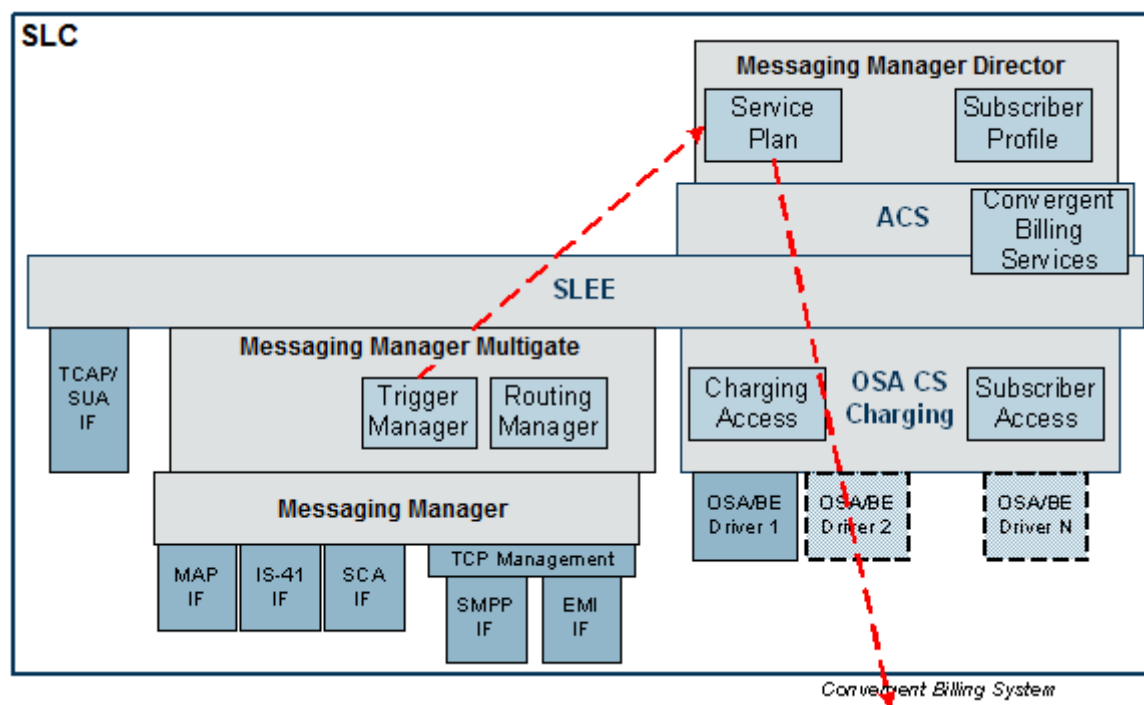 SLC
Messaging Manager Director
Service
Plan
Subscriber
Profile
ACS
Convergent
Billing
Services
SLEE
TCAP/
SUA
IF
Messaging Manager Multigate
Trigger
Manager
Routing
Manager
Charging
Access
OSA CS
Charging
Subscriber
Access
Messaging Manager
MAP
IF
IS-41
IF
SCA
IF
TCP Management
SMPP
IF
EMI
IF
OSA/BE
Driver 1
OSA/BE
Driver 2
OSA/BE
Driver N
Convergent Billing System